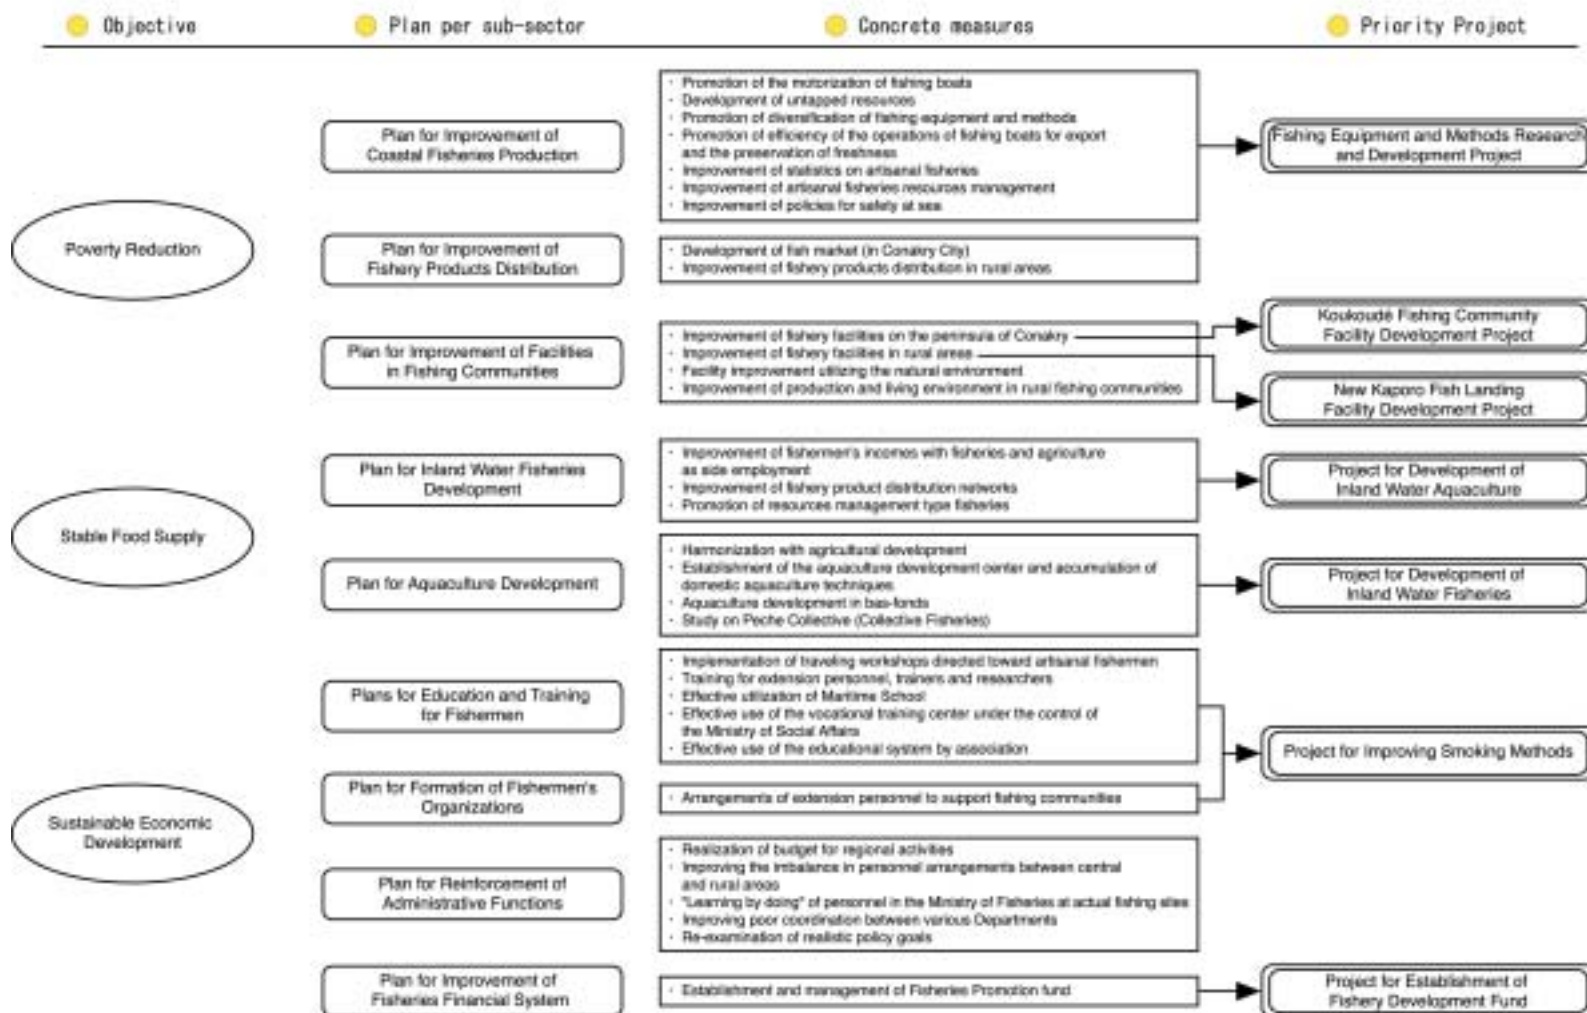 Objective
Plan per sub-sector
Concrete measures
Priority Project
Poverty Reduction
Stable Food Supply
Sustainable Economic
Development
Plan for Improvement of
Coastal Fisheries Production
· Promotion of the motorization of fishing boats
· Development of untapped resources
· Promotion of diversification of fishing equipment and methods
· Promotion of efficiency of the operations of fishing boats for export
and the preservation of freshness
· Improvement of statistics on artisanal fisheries
· Improvement of artisanal fisheries resources management
· Improvement of policies for safety at sea
Fishing Equipment and Methods Research
and Development Project
Plan for Improvement of
Fishery Products Distribution
· Development of fish market (in Conakry City)
· Improvement of fishery products distribution in rural areas
Plan for Improvement of Facilities
in Fishing Communities
· Improvement of fishery facilities on the peninsula of Conakry
· Improvement of fishery facilities in rural areas
· Facility improvement utilizing the natural environment
· Improvement of production and living environment in rural fishing communities
Koukoudé Fishing Community
Facility Development Project
New Kaporo Fish Landing
Facility Development Project
Plan for Inland Water Fisheries
Development
· Improvement of fishermen's incomes with fisheries and agriculture
as side employment
· Improvement of fishery product distribution networks
· Promotion of resources management type fisheries
Project for Development of
Inland Water Aquaculture
Plan for Aquaculture Development
· Harmonization with agricultural development
· Establishment of the aquaculture development center and accumulation of
domestic aquaculture techniques
· Aquaculture development in bas-fonds
· Study on Peche Collective (Collective Fisheries)
Project for Development of
Inland Water Fisheries
Plans for Education and Training
for Fishermen
· Implementation of traveling workshops directed toward artisanal fishermen
· Training for extension personnel, trainers and researchers
· Effective utilization of Maritime School
· Effective use of the vocational training center under the control of
the Ministry of Social Affairs
· Effective use of the educational system by association
Plan for Formation of Fishermen's
Organizations
· Arrangements of extension personnel to support fishing communities
Project for Improving Smoking Methods
Plan for Reinforcement of
Administrative Functions
· Realization of budget for regional activities
· Improving the imbalance in personnel arrangements between central
and rural areas
· "Learning by doing" of personnel in the Ministry of Fisheries at actual fishing sites
· Improving poor coordination between various Departments
· Re-examination of realistic policy goals
Plan for Improvement of
Fisheries Financial System
· Establishment and management of Fisheries Promotion fund
Project for Establishment of
Fishery Development Fund